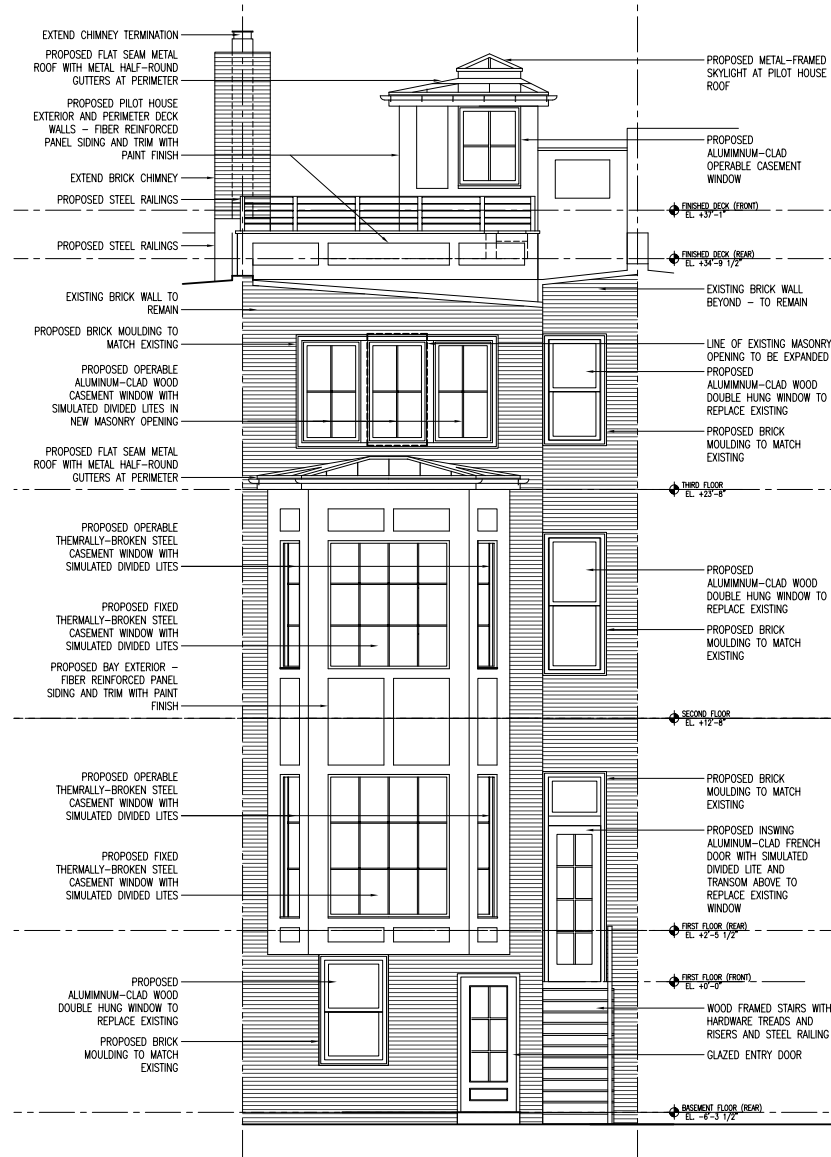 EXTEND CHIMNEY TERMINATION
PROPOSED FLAT SEAM METAL
ROOF WITH METAL HALF-ROUND
GUTTERS AT PERIMETER
PROPOSED PILOT HOUSE
EXTERIOR AND PERIMETER DECK
WALLS – FIBER REINFORCED
PANEL SIDING AND TRIM WITH
PAINT FINISH
EXTEND BRICK CHIMNEY
PROPOSED STEEL RAILINGS
PROPOSED STEEL RAILINGS
EXISTING BRICK WALL TO
REMAIN
PROPOSED BRICK MOULDING TO
MATCH EXISTING
PROPOSED OPERABLE
ALUMINUM-CLAD WOOD
CASEMENT WINDOW WITH
SIMULATED DIVIDED LITES IN
NEW MASONRY OPENING
PROPOSED FLAT SEAM METAL
ROOF WITH METAL HALF-ROUND
GUTTERS AT PERIMETER
PROPOSED OPERABLE
THEMRALLY-BROKEN STEEL
CASEMENT WINDOW WITH
SIMULATED DIVIDED LITES
PROPOSED FIXED
THERMALLY-BROKEN STEEL
CASEMENT WINDOW WITH
SIMULATED DIVIDED LITES
PROPOSED BAY EXTERIOR –
FIBER REINFORCED PANEL
SIDING AND TRIM WITH PAINT
FINISH
PROPOSED OPERABLE
THEMRALLY-BROKEN STEEL
CASEMENT WINDOW WITH
SIMULATED DIVIDED LITES
PROPOSED FIXED
THERMALLY-BROKEN STEEL
CASEMENT WINDOW WITH
SIMULATED DIVIDED LITES
PROPOSED
ALUMIMNUM-CLAD WOOD
DOUBLE HUNG WINDOW TO
REPLACE EXISTING
PROPOSED BRICK
MOULDING TO MATCH
EXISTING
PROPOSED METAL-FRAMED
SKYLIGHT AT PILOT HOUSE
ROOF
PROPOSED
ALUMIMNUM-CLAD
OPERABLE CASEMENT
WINDOW
FINISHED DECK (FRONT)
EL. +37'-1"
FINISHED DECK (REAR)
EL. +34'-9 1/2"
EXISTING BRICK WALL
BEYOND – TO REMAIN
LINE OF EXISTING MASONRY
OPENING TO BE EXPANDED
PROPOSED
ALUMIMNUM-CLAD WOOD
DOUBLE HUNG WINDOW TO
REPLACE EXISTING
PROPOSED BRICK
MOULDING TO MATCH
EXISTING
THIRD FLOOR
EL. +23'-8"
PROPOSED
ALUMIMNUM-CLAD WOOD
DOUBLE HUNG WINDOW TO
REPLACE EXISTING
PROPOSED BRICK
MOULDING TO MATCH
EXISTING
SECOND FLOOR
EL. +12'-8"
PROPOSED BRICK
MOULDING TO MATCH
EXISTING
PROPOSED INSWING
ALUMINUM-CLAD FRENCH
DOOR WITH SIMULATED
DIVIDED LITE AND
TRANSOM ABOVE TO
REPLACE EXISTING
WINDOW
FIRST FLOOR (REAR)
EL. +2'-5 1/2"
FIRST FLOOR (FRONT)
EL. +0'-0"
WOOD FRAMED STAIRS WITH
HARDWARE TREADS AND
RISERS AND STEEL RAILING
GLAZED ENTRY DOOR
BASEMENT FLOOR (REAR)
EL. -6'-3 1/2"